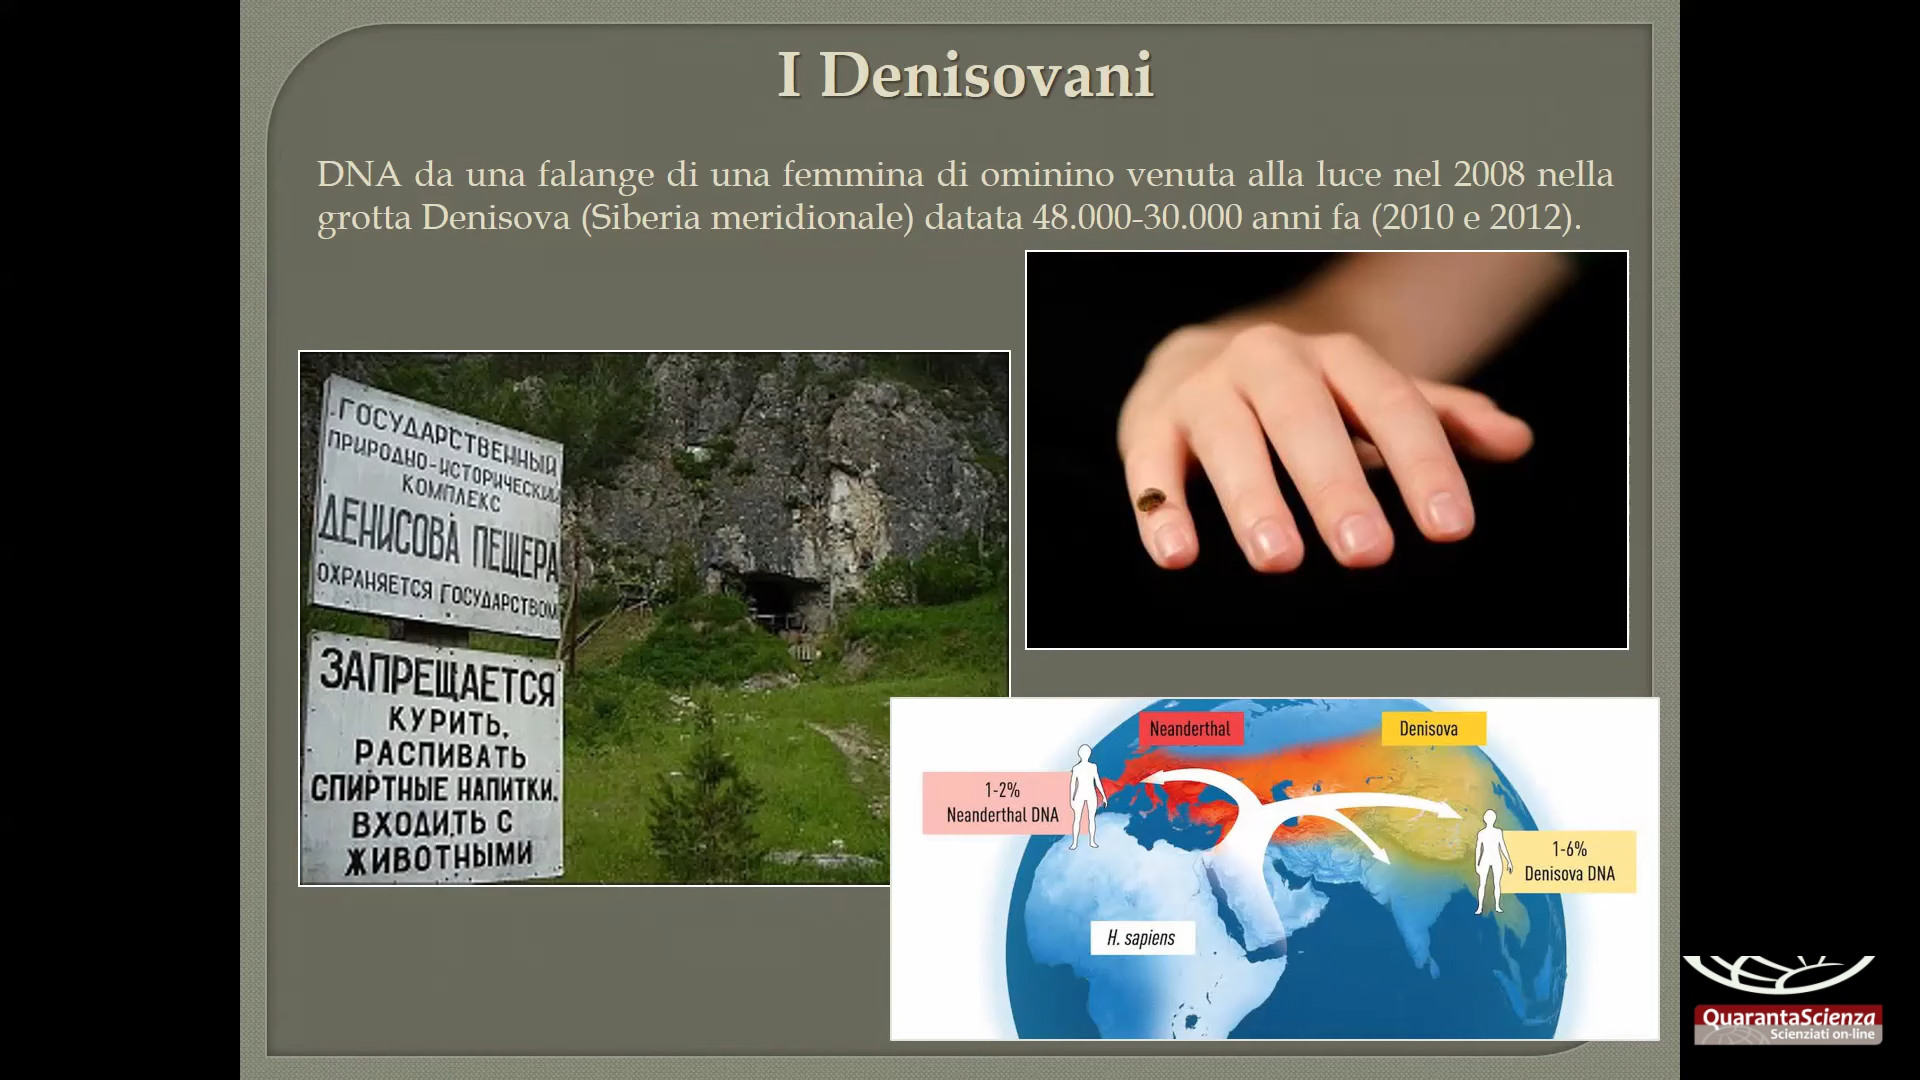 I Denisovani
DNA da una falange di una femmina di ominino venuta alla luce nel 2008 nella
grotta Denisova (Siberia meridionale) datata 48.000-30.000 anni fa (2010 e 2012).
ГОСУДАРСТВЕННЫЙ
ПРИРОДНО-ИСТОРИЧЕСКИЙ
КОМПЛЕКС
ДЕНИСОВА ПЕЩЕРА
ОХРАНЯЕТСЯ ГОСУДАРСТВОМ
ЗАПРЕЩАЕТСЯ
КУРИТЬ,
РАСПИВАТЬ
СПИРТНЫЕ НАПИТКИ,
ВХОДИТЬ С
ЖИВОТНЫМИ
Neanderthal
Denisova
1-2%
Neanderthal DNA
1-6%
Denisova DNA
H. sapiens
QuarantaScienza
Scienziati on-line